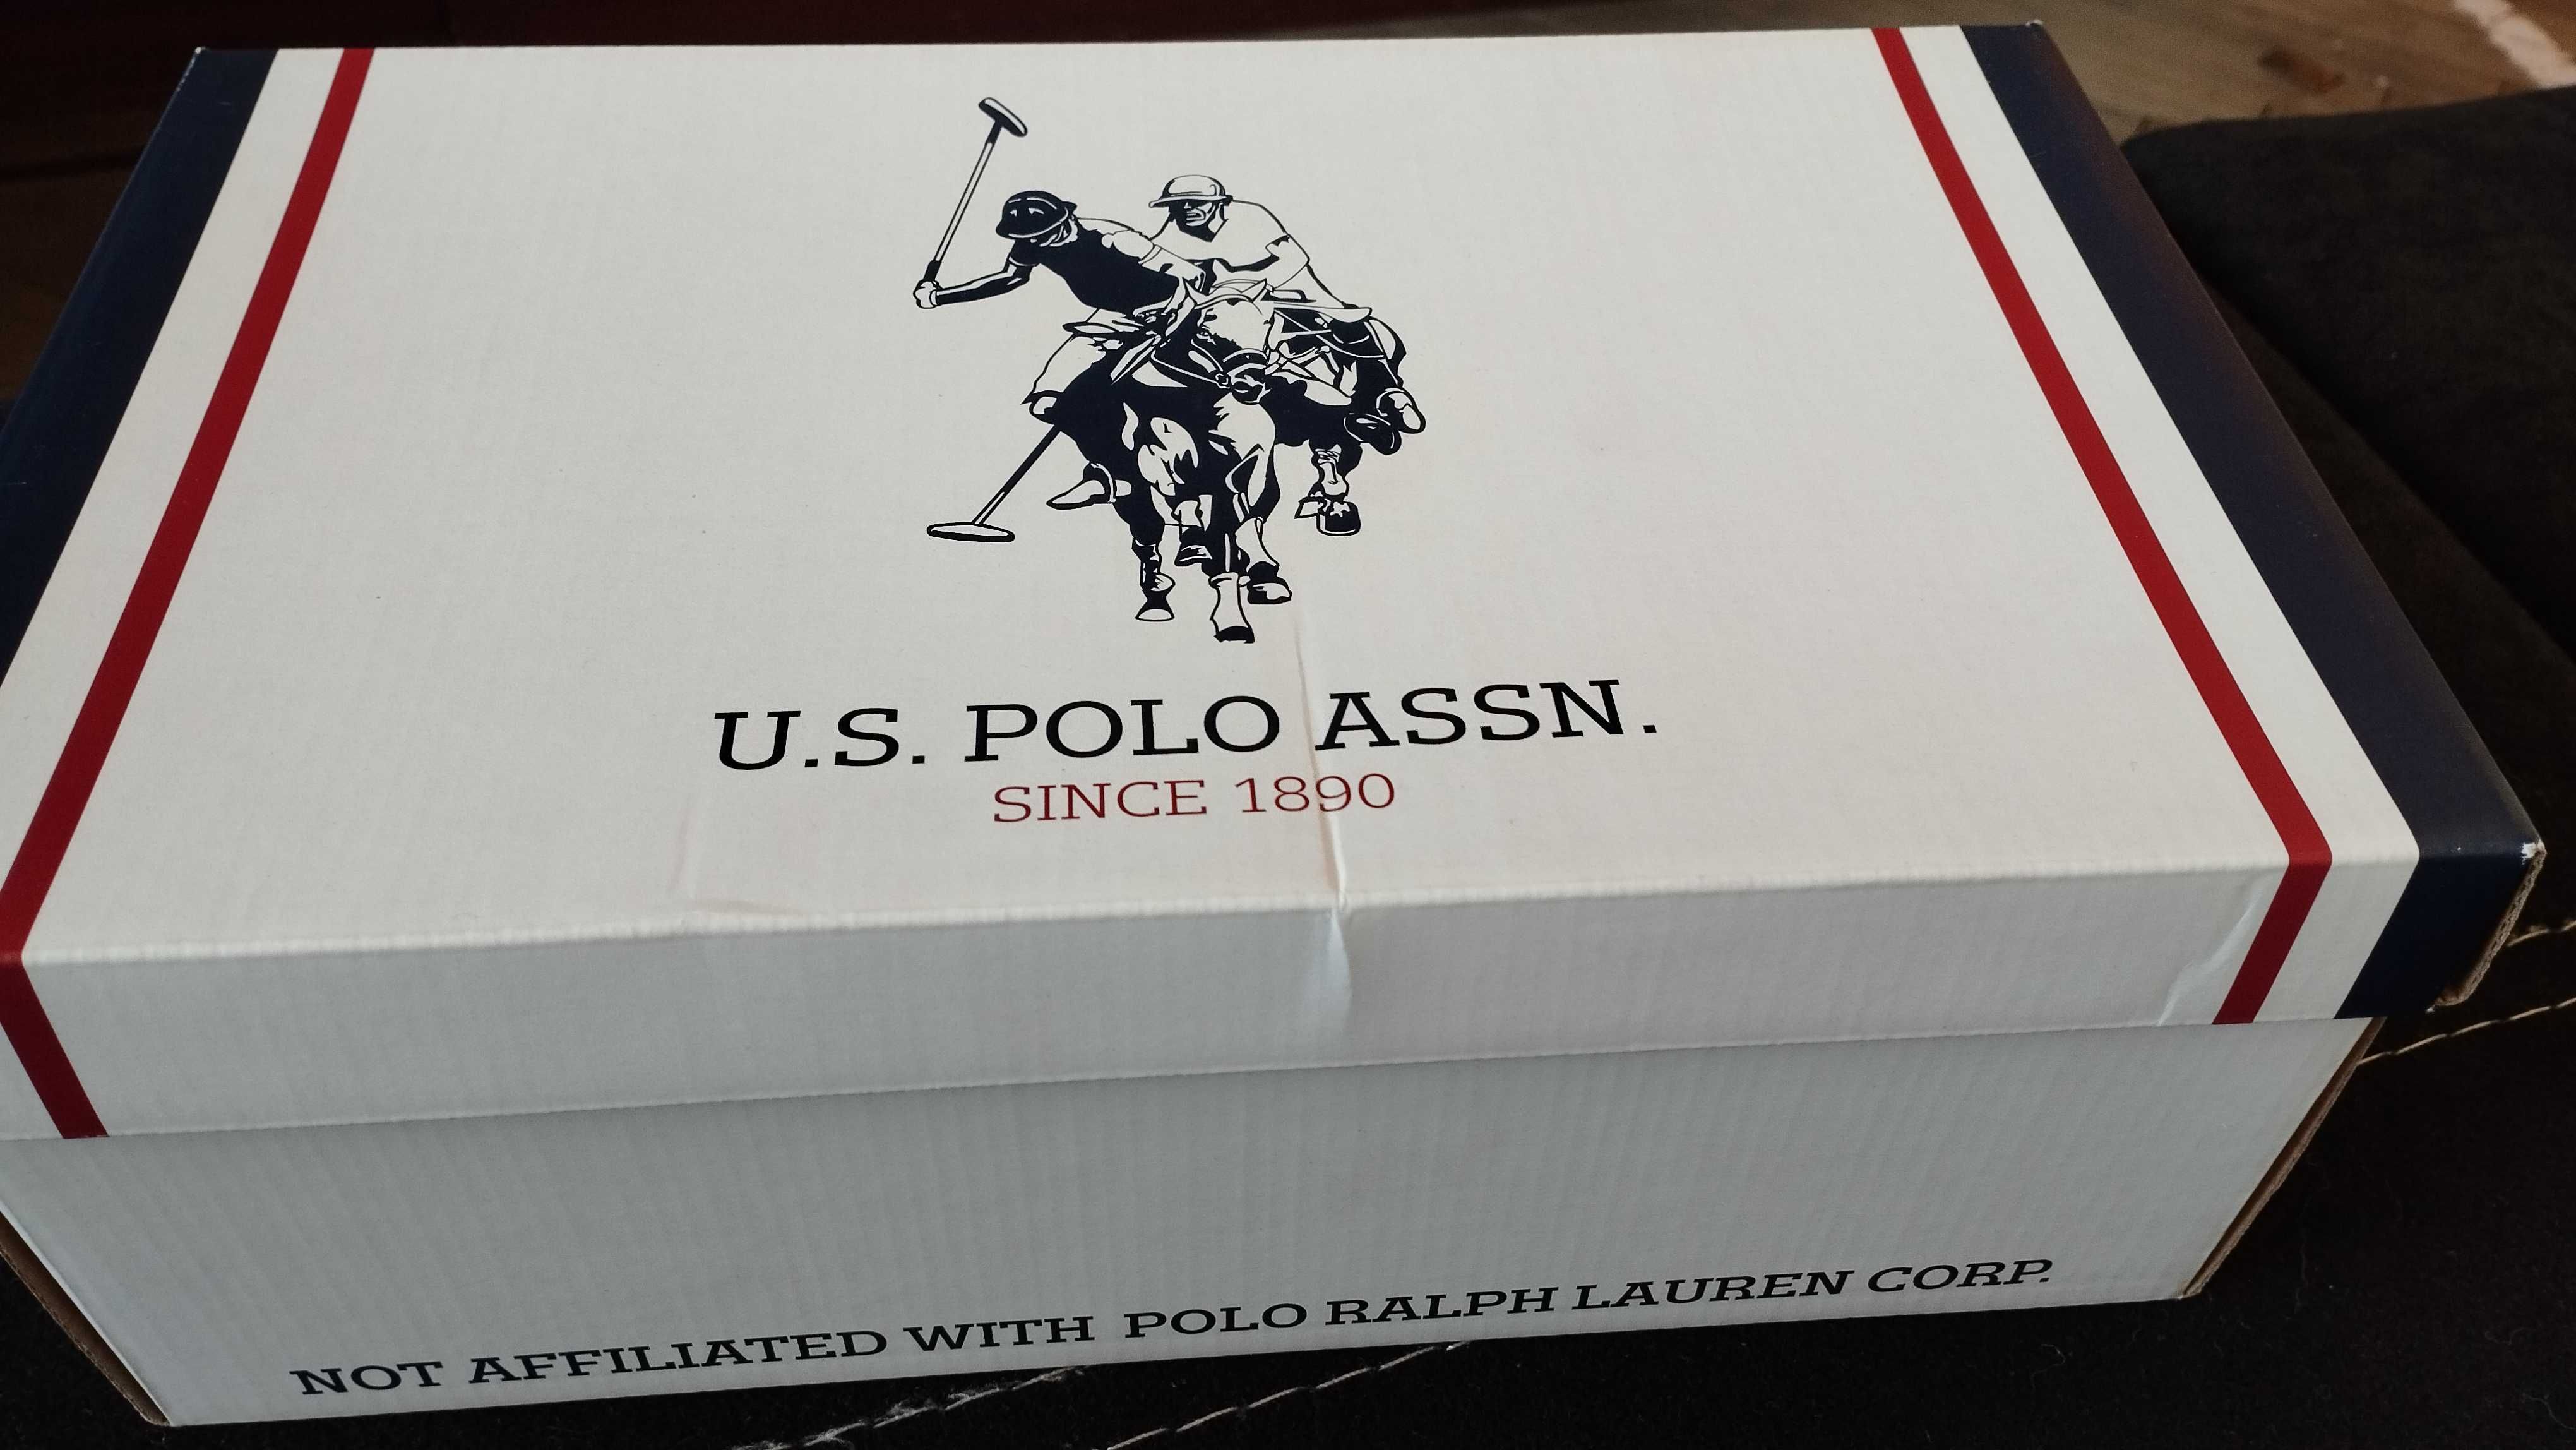 U.S. POLO ASSN.
SINCE 1890
NOT AFFILIATED WITH POLO RALPH LAUREN CORP.